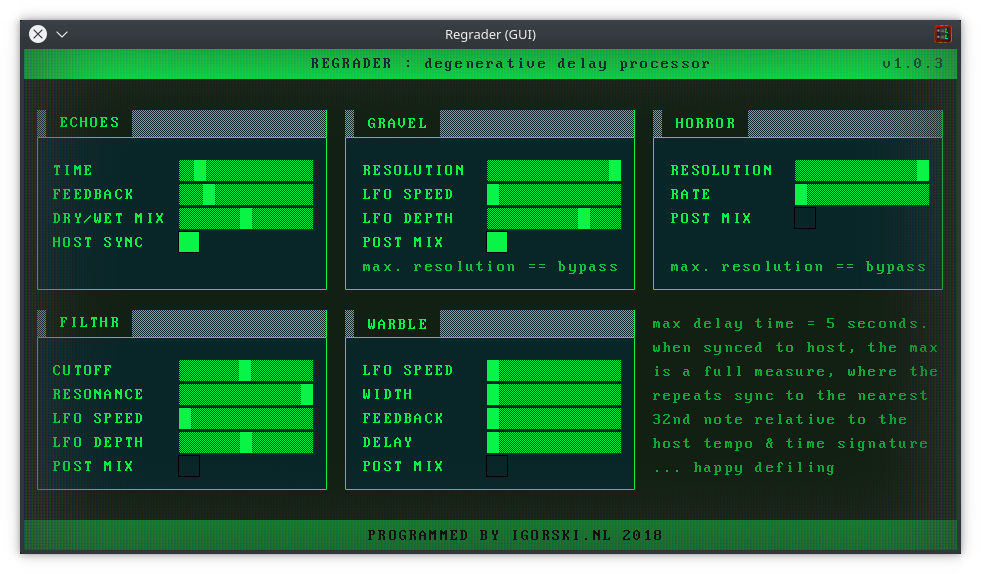 Regrader (GUI)
REGRADER : degenerative delay processor
v1.0.3
ECHOES
TIME
FEEDBACK
DRY/WET MIX
HOST SYNC
GRAVEL
RESOLUTION
LFO SPEED
LFO DEPTH
POST MIX
max. resolution == bypass
HORROR
RESOLUTION
RATE
POST MIX
max. resolution == bypass
FILTHR
CUTOFF
RESONANCE
LFO SPEED
LFO DEPTH
POST MIX
WARBLE
LFO SPEED
WIDTH
FEEDBACK
DELAY
POST MIX
max delay time = 5 seconds.
when synced to host, the max
is a full measure, where the
repeats sync to the nearest
32nd note relative to the
host tempo & time signature
... happy defiling
PROGRAMMED BY IGORSKI.NL 2018